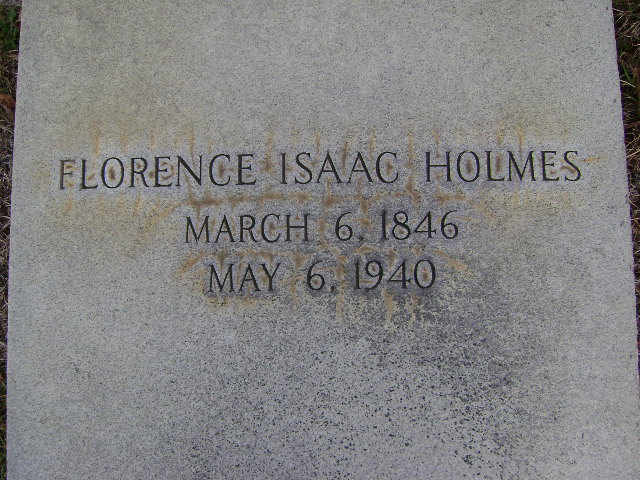 FLORENCE ISAAC HOLMES
MARCH 6, 1846
MAY 6, 1940